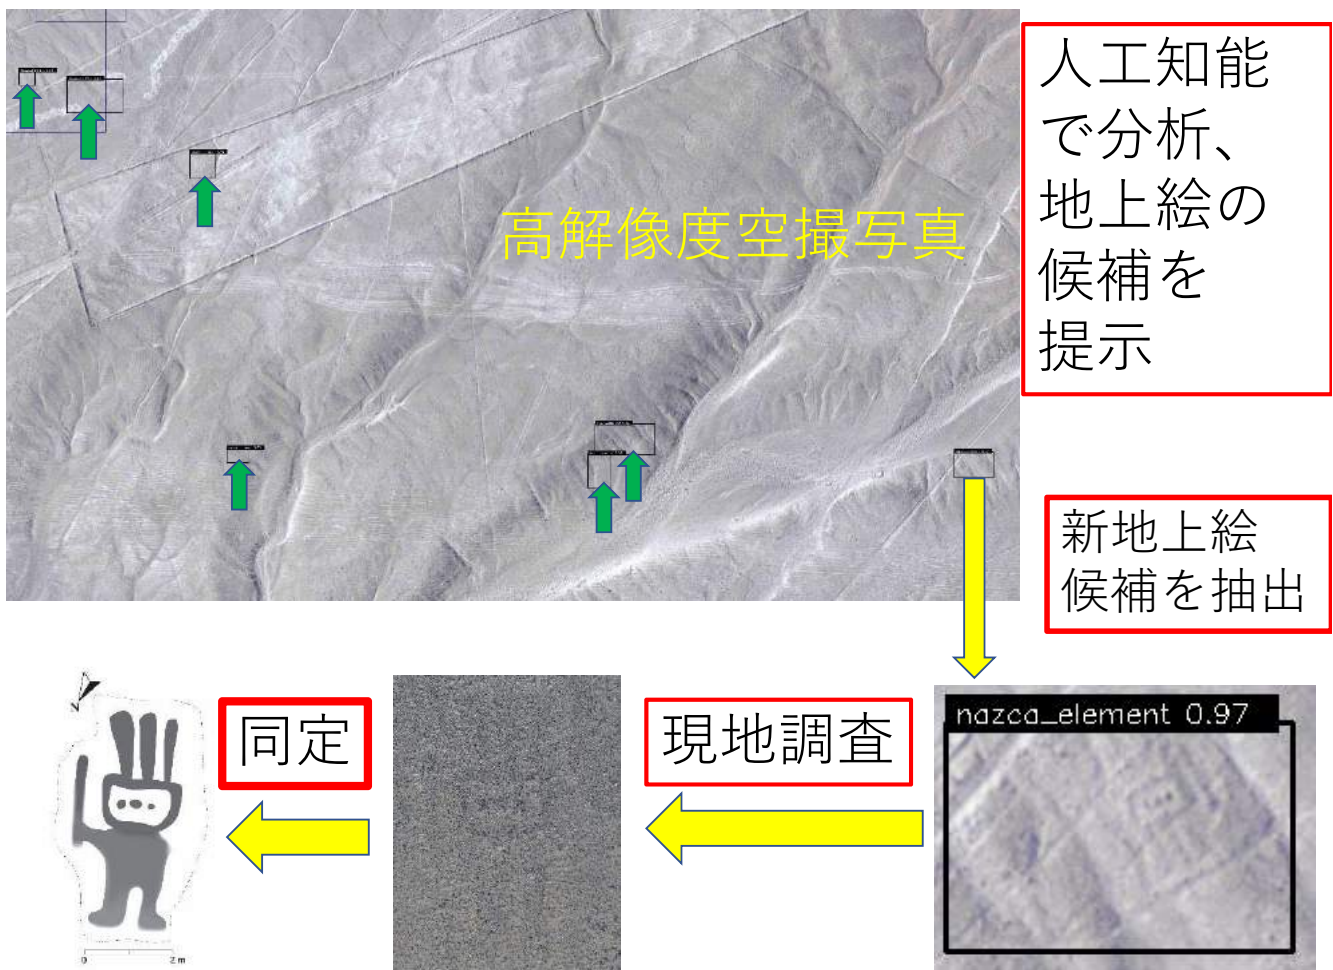 人工知能
で分析、
地上絵の
候補を
提示
高解像度空撮写真
新地上絵
候補を抽出
nazca_element 0.97
現地調査
同定
0 2 m